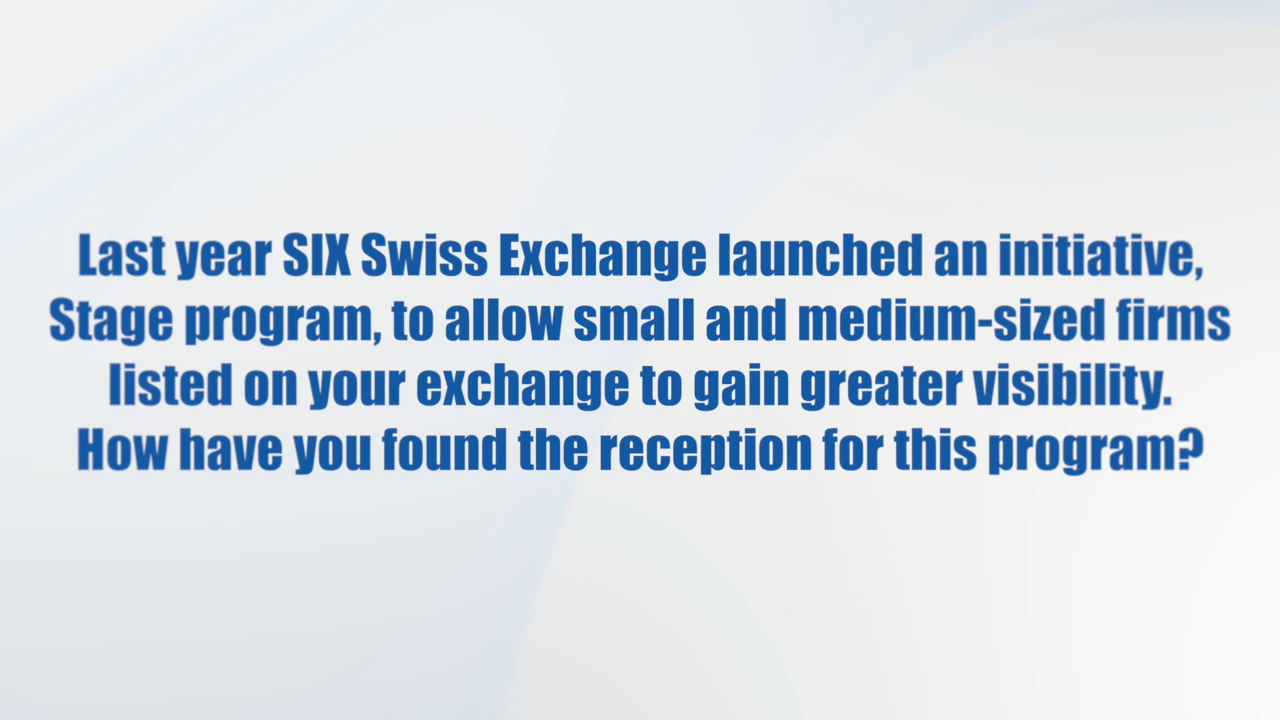 Last year SIX Swiss Exchange launched an initiative,
Stage program, to allow small and medium-sized firms
listed on your exchange to gain greater visibility.
How have you found the reception for this program?